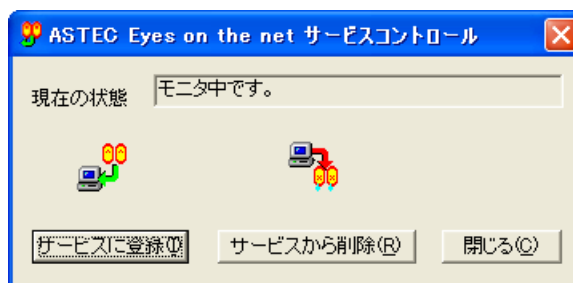 ASTEC Eyes on the net サービスコントロール
現在の状態 モニタ中です。
サービスに登録(I) サービスから削除(R) 閉じる(C)